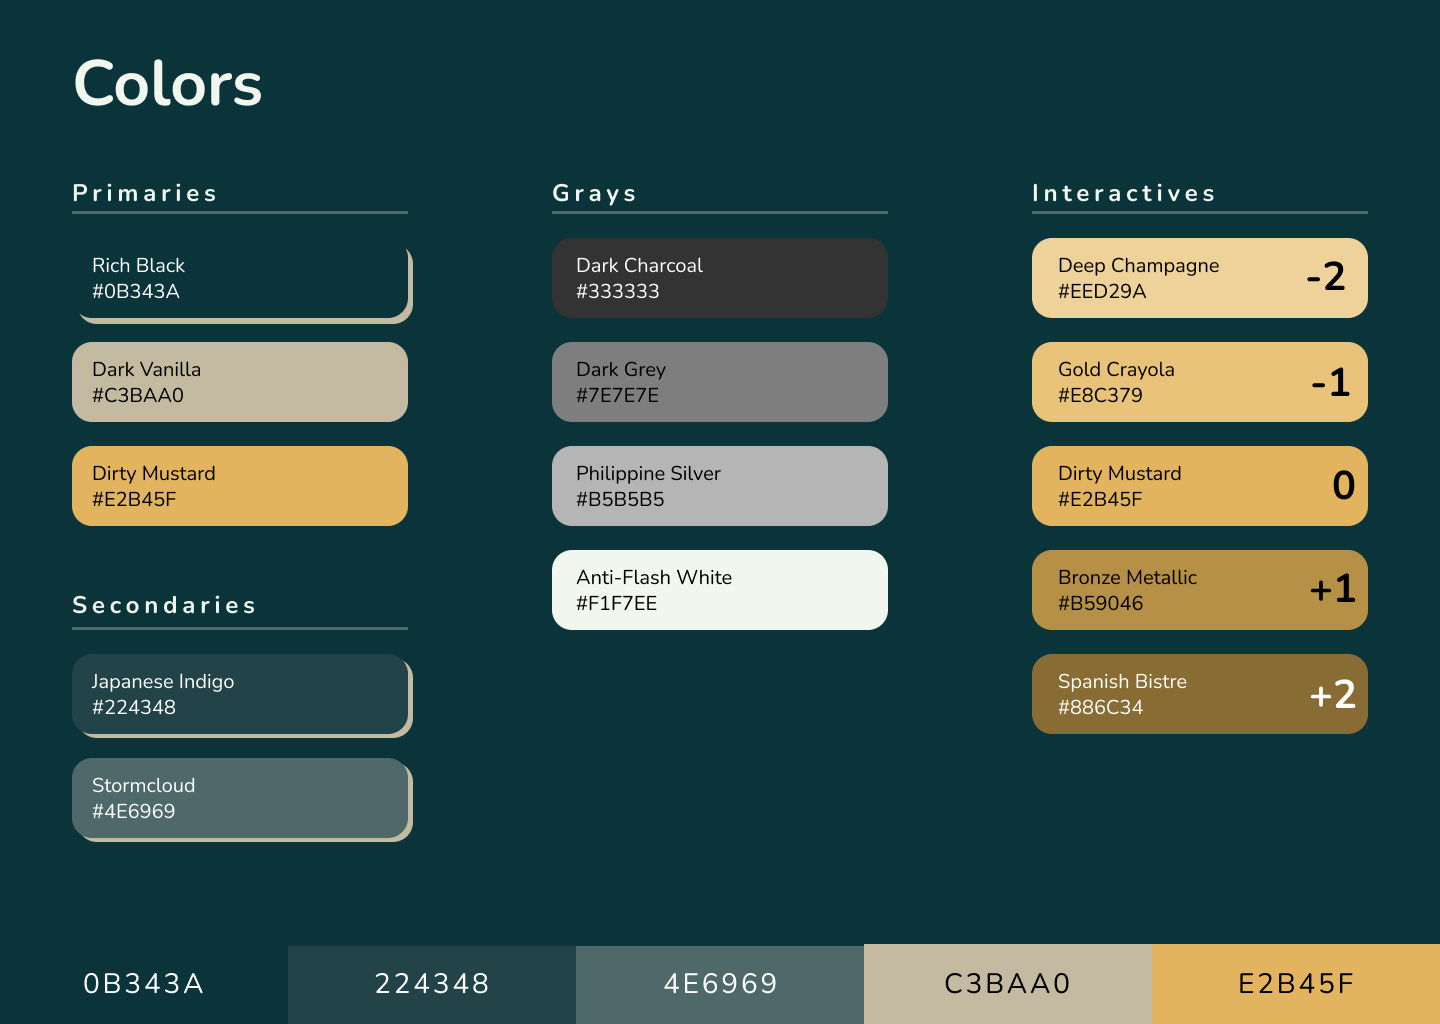 Colors
Primaries
Rich Black
#0B343A
Dark Vanilla
#C3BAA0
Dirty Mustard
#E2B45F
Secondaries
Japanese Indigo
#224348
Stormcloud
#4E6969
Grays
Dark Charcoal
#333333
Dark Grey
#7E7E7E
Philippine Silver
#B5B5B5
Anti-Flash White
#F1F7EE
Interactives
Deep Champagne
#EED29A
-2
Gold Crayola
#E8C379
-1
Dirty Mustard
#E2B45F
0
Bronze Metallic
#B59046
+1
Spanish Bistre
#886C34
+2
0B343A
224348
4E6969
C3BAA0
E2B45F